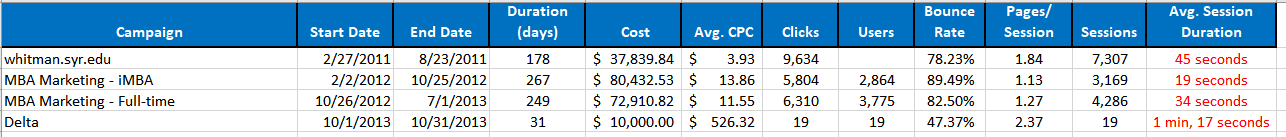 Campaign Start Date End Date Duration (days) Cost Avg. CPC Clicks Users Bounce Rate Pages/ Session Sessions Avg. Session Duration
whitman.syr.edu 2/27/2011 8/23/2011 178 $ 37,839.84 $ 3.93 9,634 78.23% 1.84 7,307 45 seconds
MBA Marketing - iMBA 2/2/2012 10/25/2012 267 $ 80,432.53 $ 13.86 5,804 2,864 89.49% 1.13 3,169 19 seconds
MBA Marketing - Full-time 10/26/2012 7/1/2013 249 $ 72,910.82 $ 11.55 6,310 3,775 82.50% 1.27 4,286 34 seconds
Delta 10/1/2013 10/31/2013 31 $ 10,000.00 $ 526.32 19 19 47.37% 2.37 19 1 min, 17 seconds